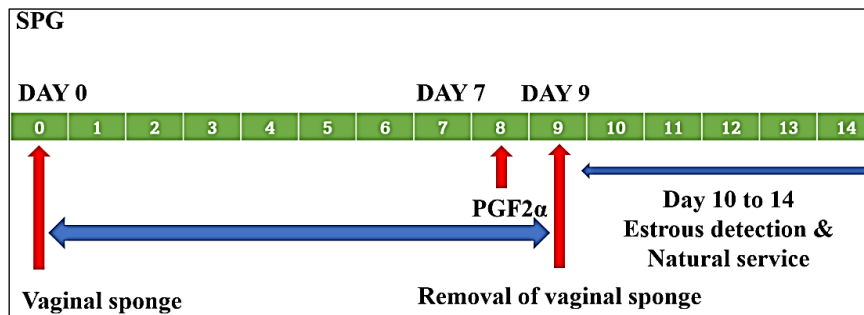 SPG
DAY 0 DAY 7 DAY 9
0 1 2 3 4 5 6 7 8 9 10 11 12 13 14
PGF2α
Day 10 to 14
Estrous detection &
Natural service
Vaginal sponge
Removal of vaginal sponge